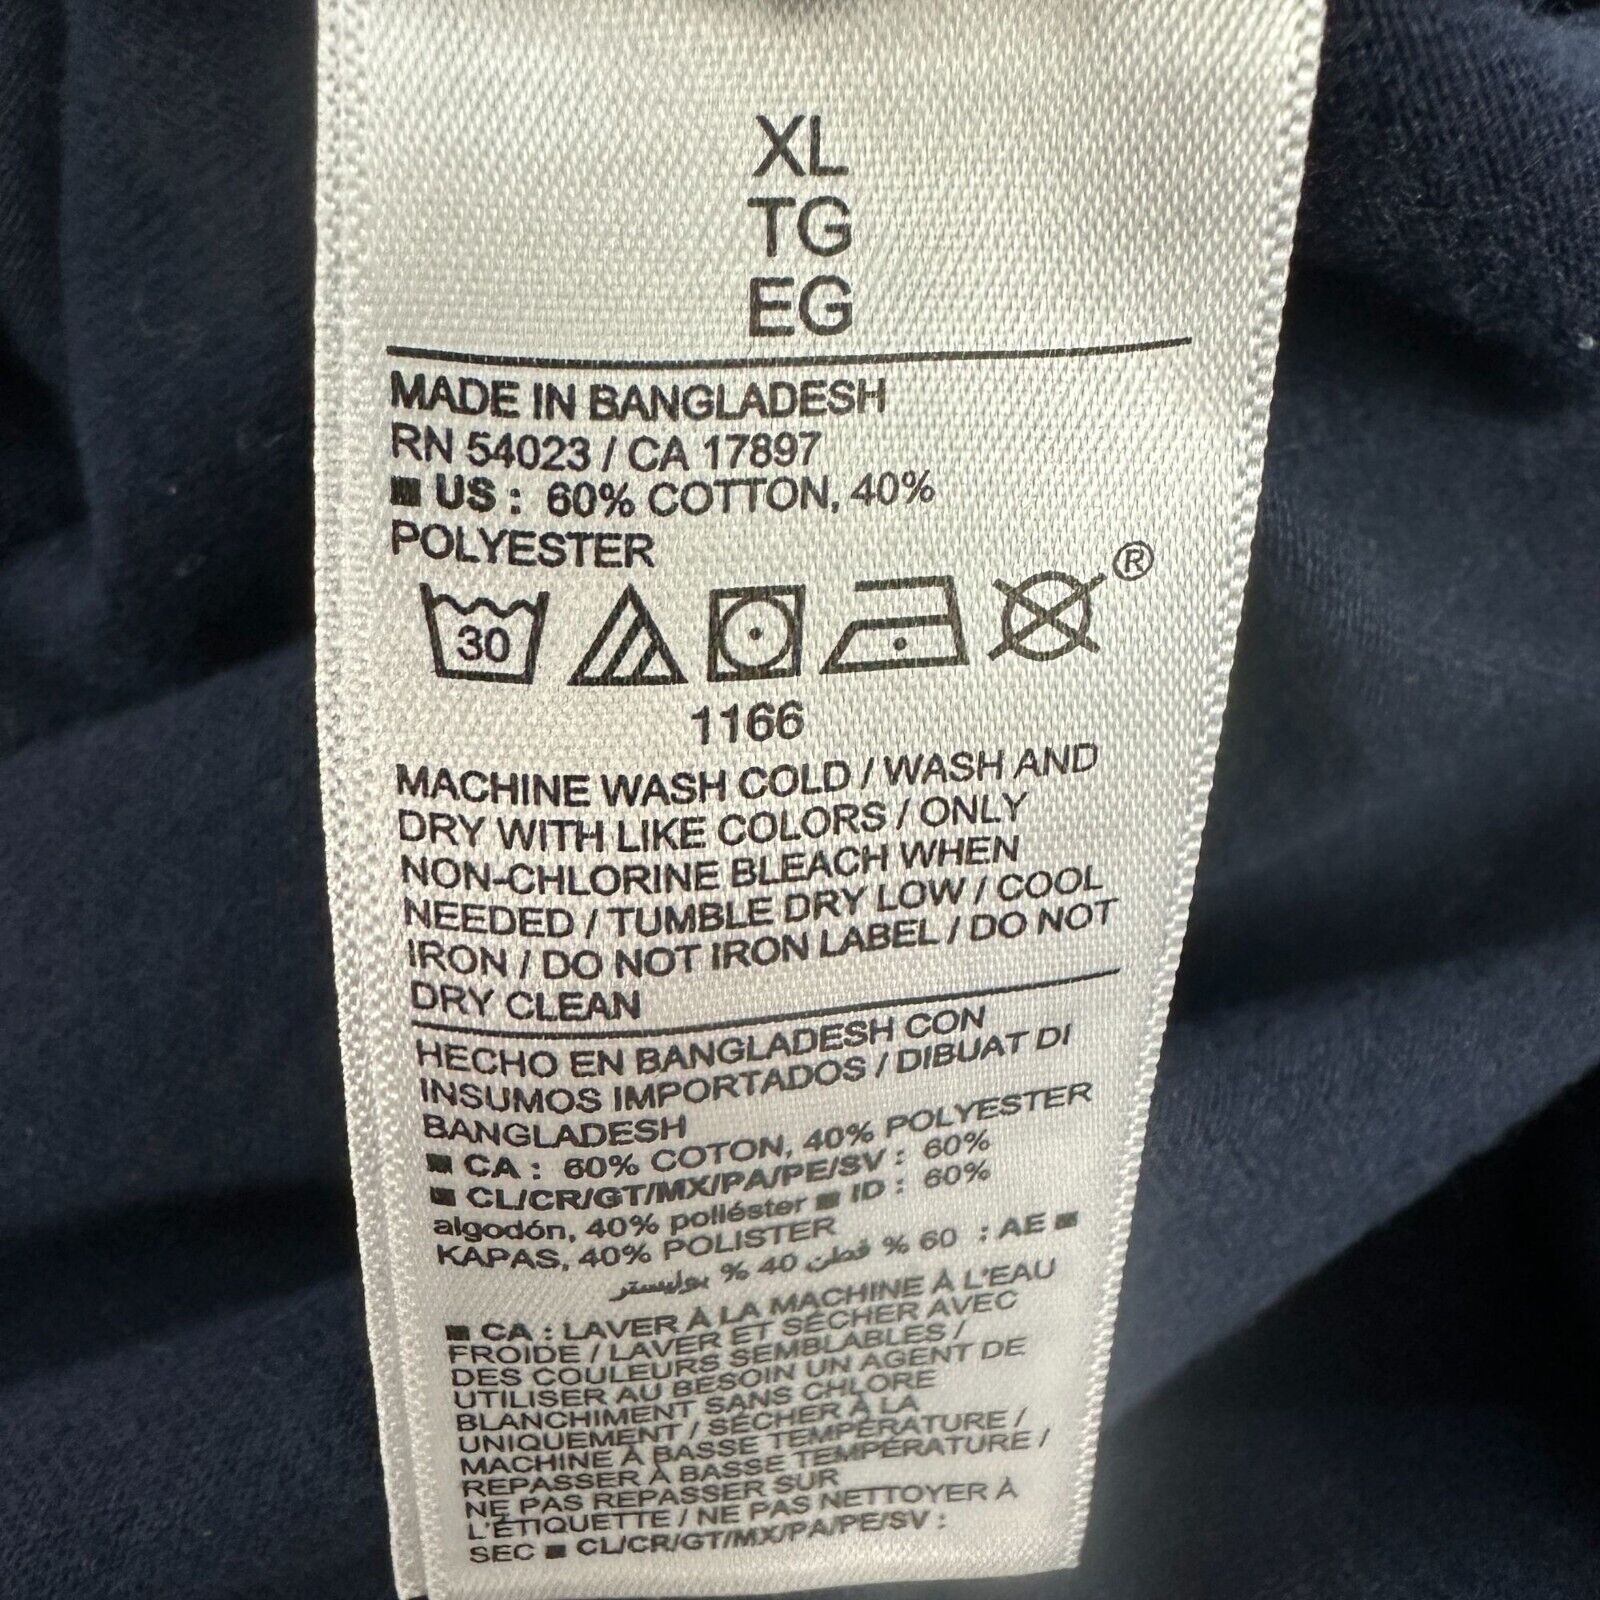 XL
TG
EG
MADE IN BANGLADESH
RN 54023 / CA 17897
■ US : 60% COTTON, 40%
POLYESTER
®
30
1166
MACHINE WASH COLD / WASH AND
DRY WITH LIKE COLORS / ONLY
NON-CHLORINE BLEACH WHEN
NEEDED / TUMBLE DRY LOW / COOL
IRON / DO NOT IRON LABEL / DO NOT
DRY CLEAN
HECHO EN BANGLADESH CON
INSUMOS IMPORTADOS / DIBUAT DI
BANGLADESH
■ CA : 60% COTON, 40% POLYESTER
■ CL/CR/GT/MX/PA/PE/SV : 60%
algodón, 40% poliéster ■ ID : 60%
KAPAS, 40% POLISTER
■ AE : 60 % قطن 40 % بوليستر
■ CA : LAVER À LA MACHINE À L'EAU
FROIDE / LAVER ET SÉCHER AVEC
DES COULEURS SEMBLABLES /
UTILISER AU BESOIN UN AGENT DE
BLANCHIMENT SANS CHLORE
UNIQUEMENT / SÉCHER À LA
MACHINE À BASSE TEMPÉRATURE /
REPASSER À BASSE TEMPÉRATURE /
NE PAS REPASSER SUR
L'ÉTIQUETTE / NE PAS NETTOYER À
SEC ■ CL/CR/GT/MX/PA/PE/SV :